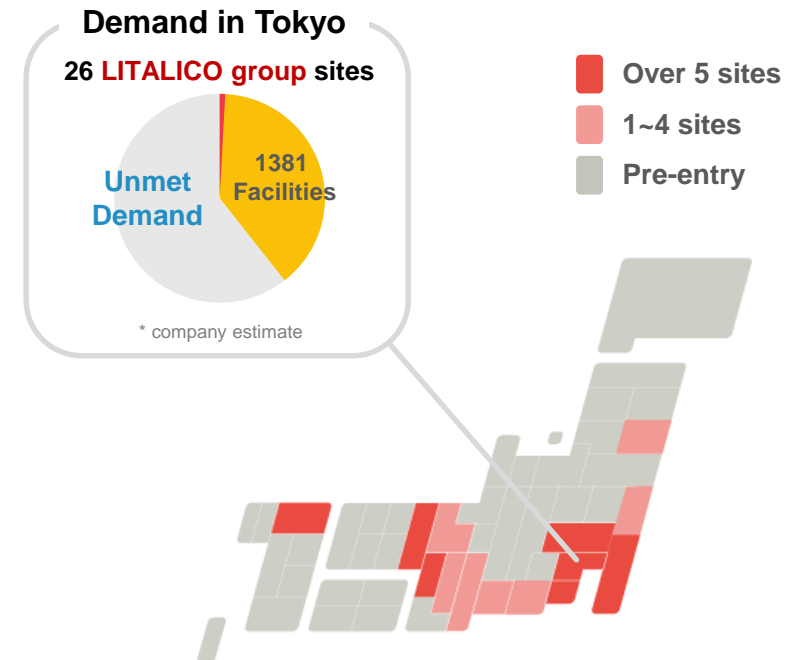 Demand in Tokyo
26 LITALICO group sites
1381
Facilities
Unmet
Demand
* company estimate
Over 5 sites
1~4 sites
Pre-entry